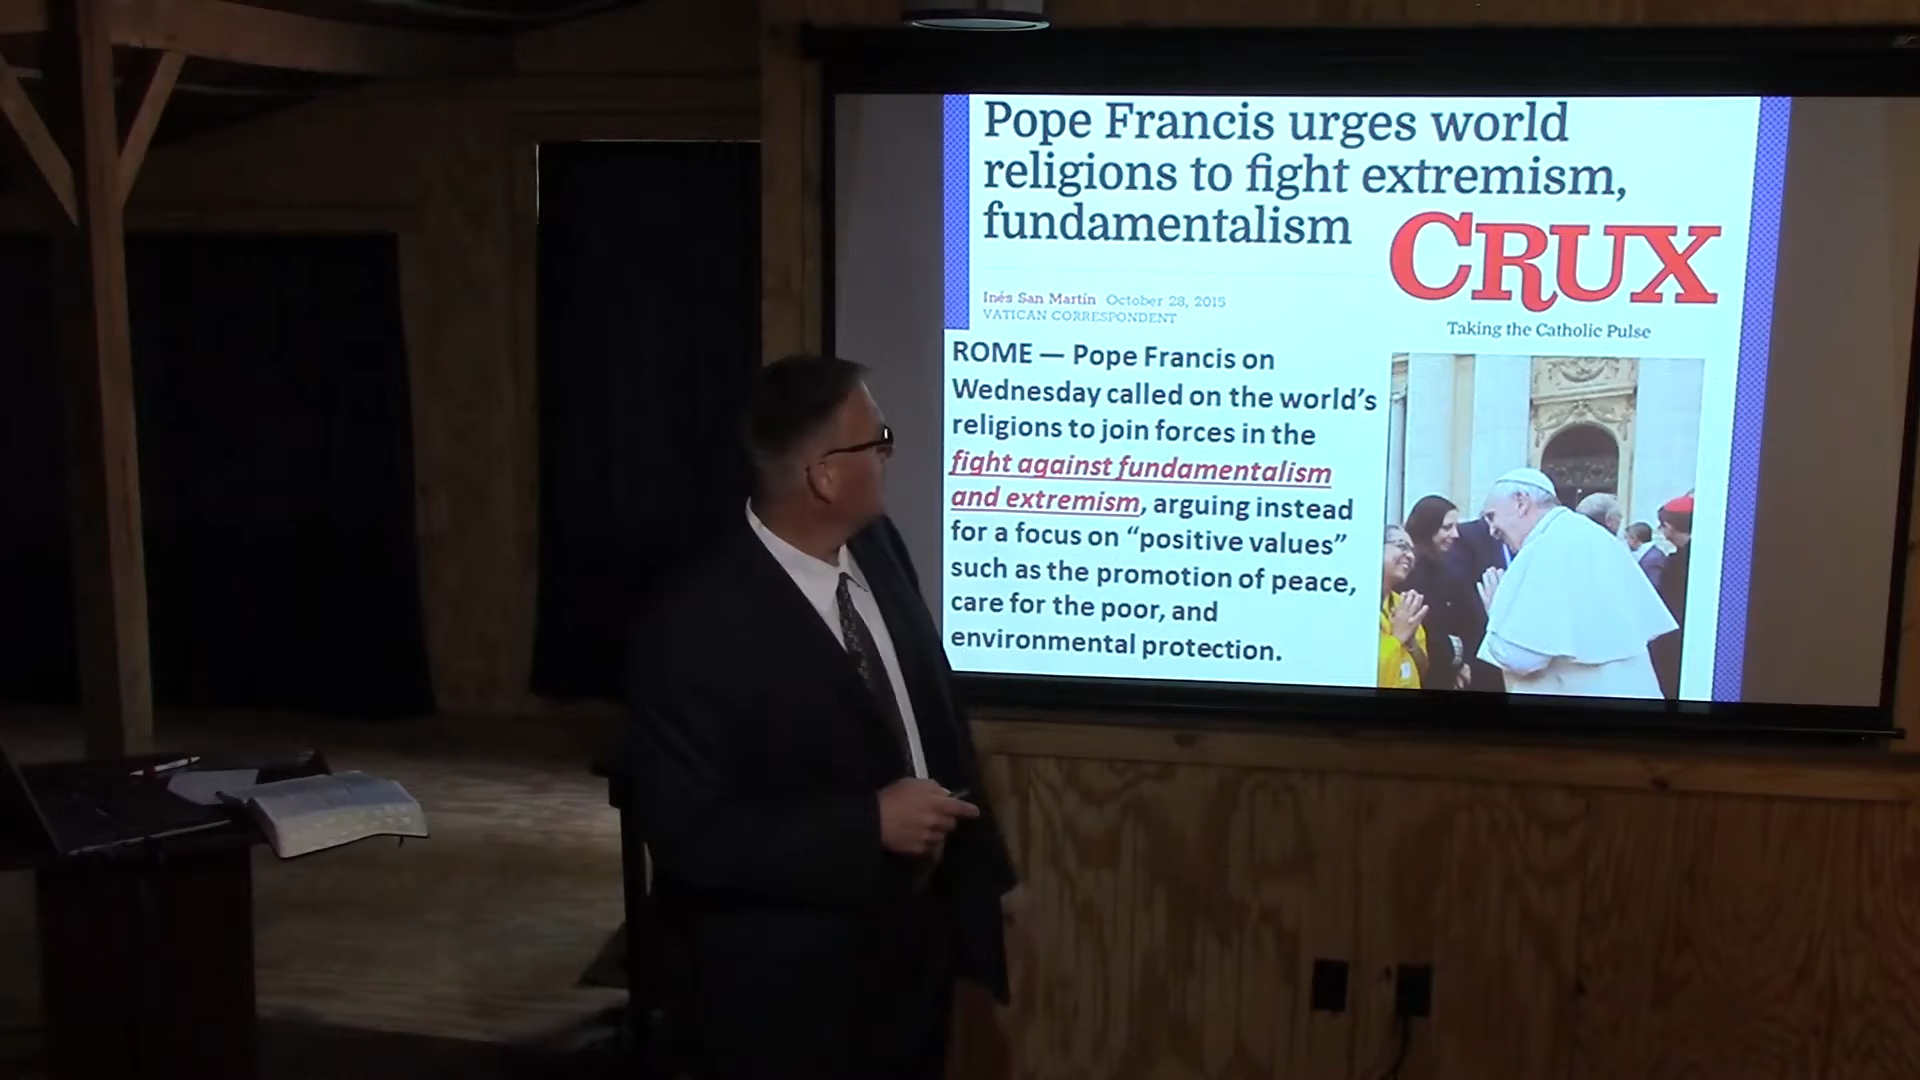 Pope Francis urges world
religions to fight extremism,
fundamentalism
CRUX
Taking the Catholic Pulse
Inés San Martín October 28, 2015
VATICAN CORRESPONDENT
ROME — Pope Francis on
Wednesday called on the world’s
religions to join forces in the
fight against fundamentalism
and extremism, arguing instead
for a focus on “positive values”
such as the promotion of peace,
care for the poor, and
environmental protection.